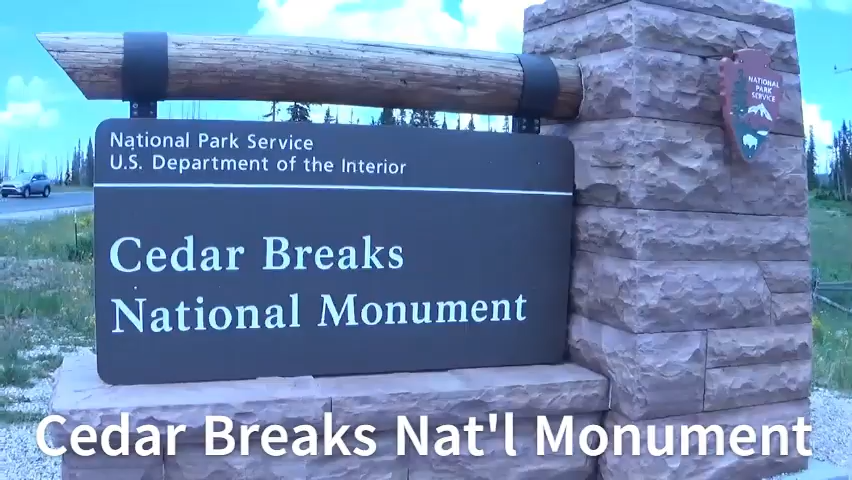 National Park Service
U.S. Department of the Interior
Cedar Breaks
National Monument
NATIONAL
PARK
SERVICE
Cedar Breaks Nat'l Monument